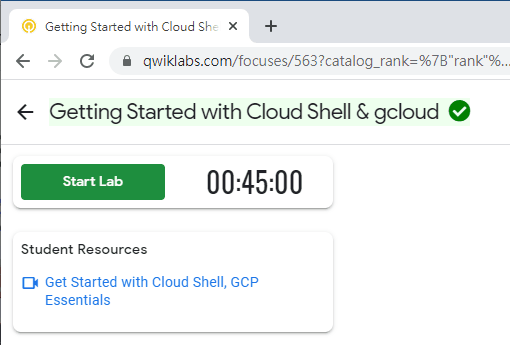 Getting Started with Cloud She
qwiklabs.com/focuses/563?catalog_rank=%7B"rank"%...
Getting Started with Cloud Shell & gcloud
Start Lab
00:45:00
Student Resources
Get Started with Cloud Shell, GCP
Essentials